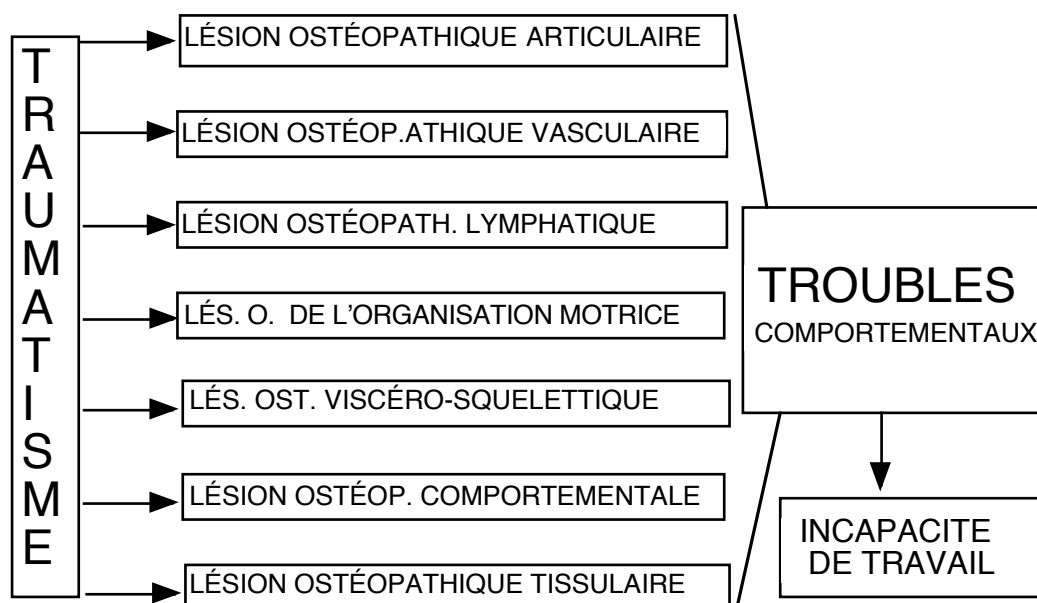 TRAUMATISME
LÉSION OSTÉOPATHIQUE ARTICULAIRE
LÉSION OSTÉOP.ATHIQUE VASCULAIRE
LÉSION OSTÉOPATH. LYMPHATIQUE
LÉS. O. DE L'ORGANISATION MOTRICE
LÉS. OST. VISCÉRO-SQUELETTIQUE
LÉSION OSTÉOP. COMPORTEMENTALE
LÉSION OSTÉOPATHIQUE TISSULAIRE
TROUBLES
COMPORTEMENTAUX
INCAPACITE
DE TRAVAIL